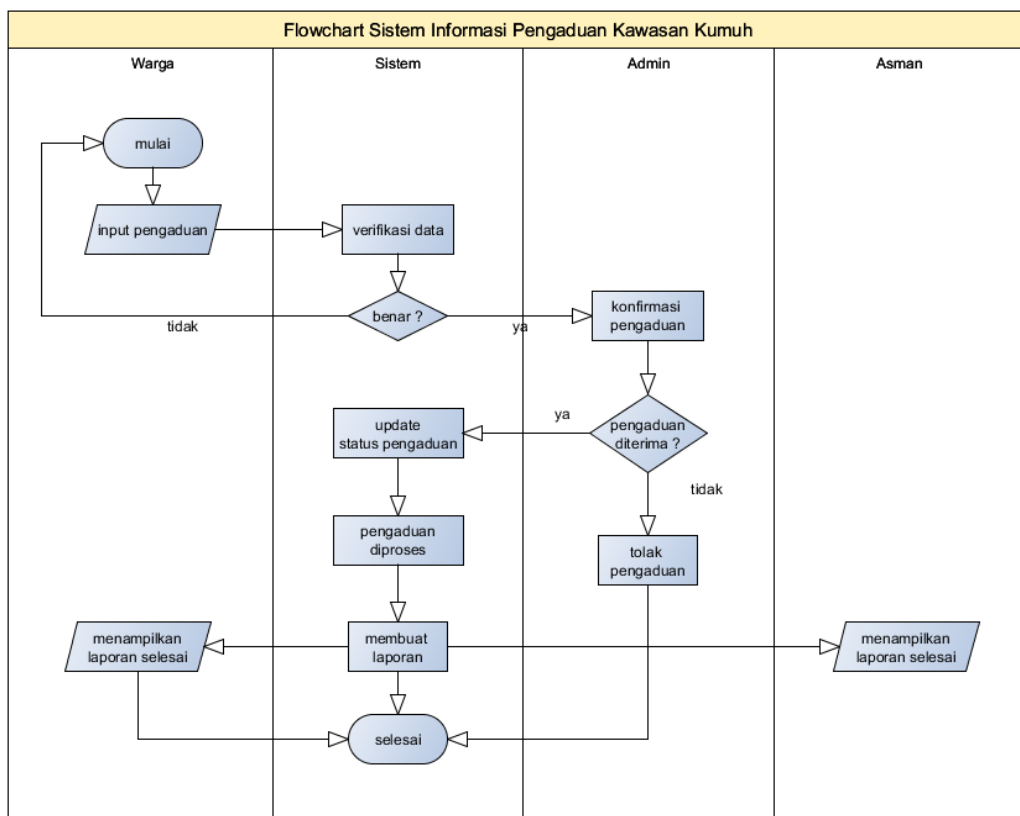 Flowchart Sistem Informasi Pengaduan Kawasan Kumuh
Warga
Sistem
Admin
Asman
mulai
input pengaduan
verifikasi data
benar ?
tidak
ya
konfirmasi
pengaduan
pengaduan
diterima ?
ya
tidak
update
status pengaduan
pengaduan
diproses
tolak
pengaduan
menampilkan
laporan selesai
membuat
laporan
menampilkan
laporan selesai
selesai